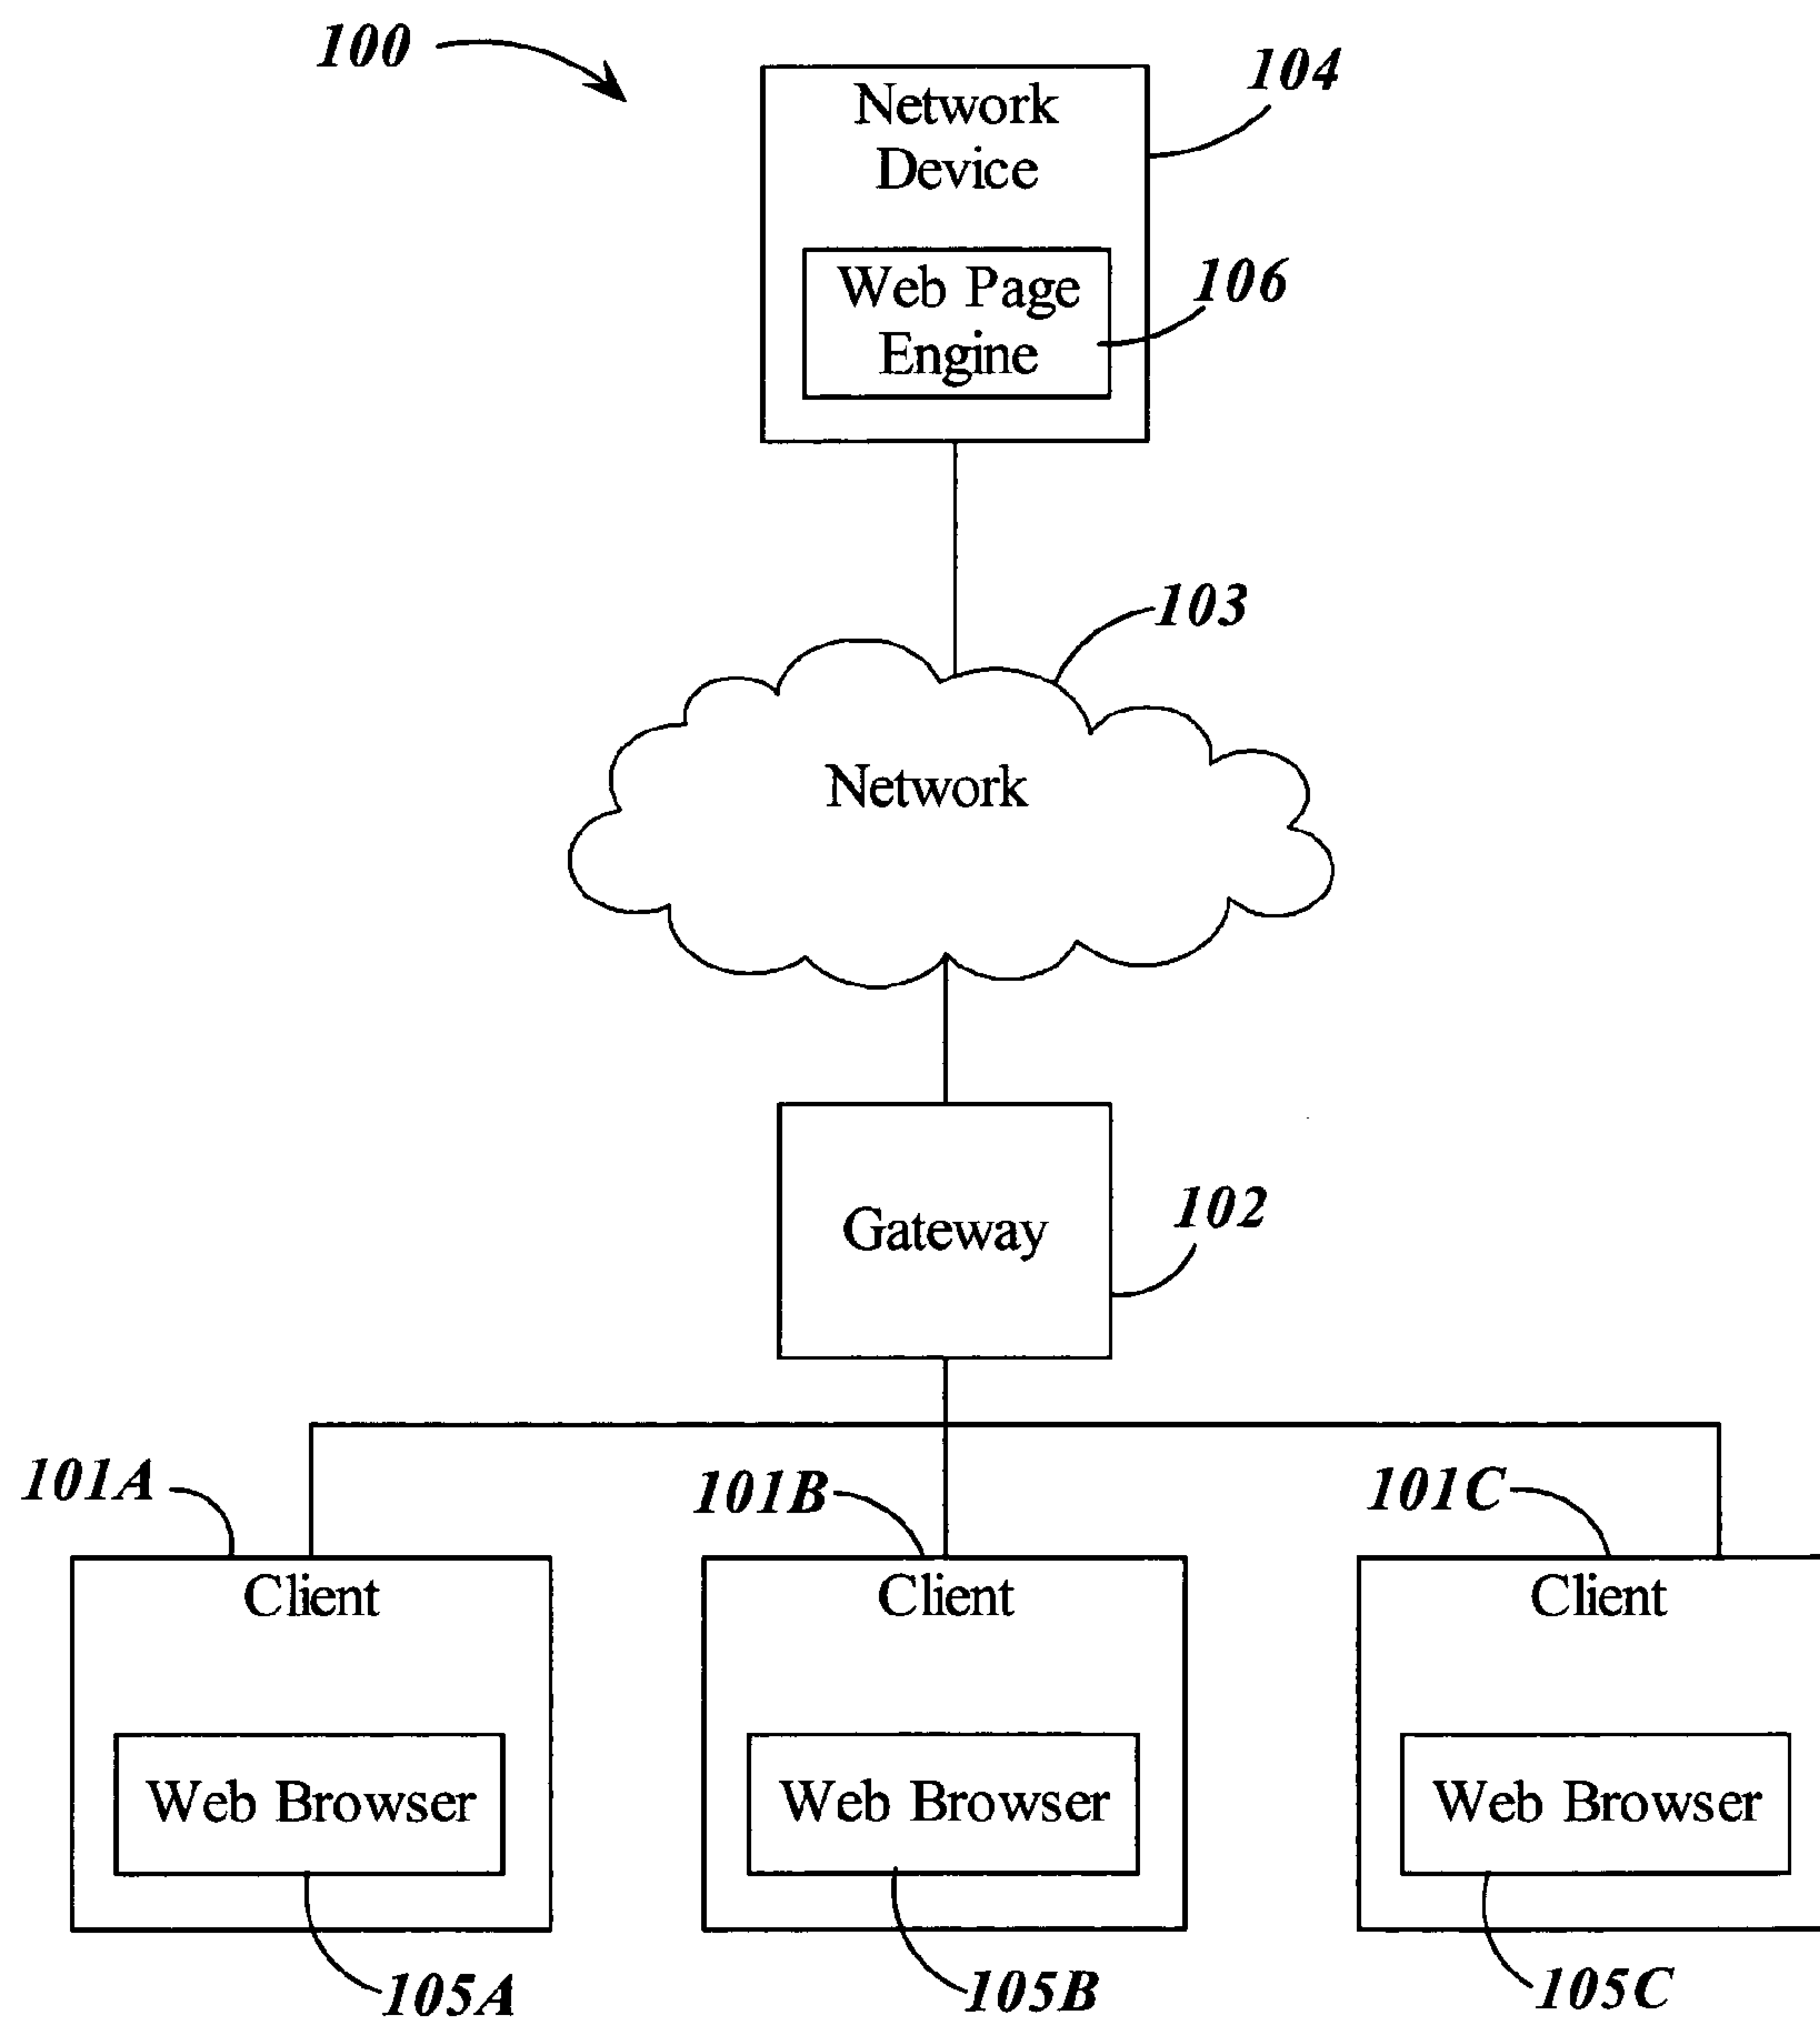 100
104
Network
Device
Web Page
Engine
106
103
Network
Gateway
102
101A
101B
101C
Client
Client
Client
Web Browser
Web Browser
Web Browser
105A
105B
105C